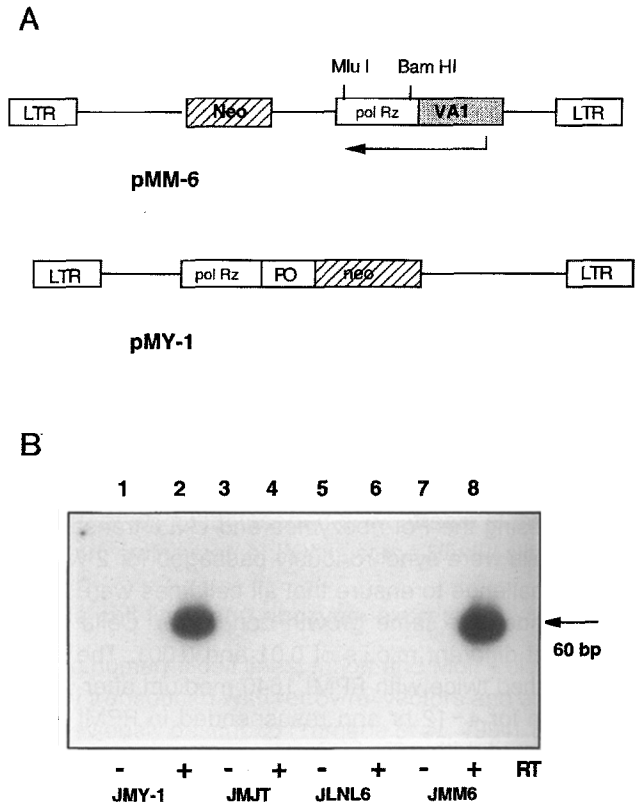 A
Mlu I Bam HI
LTR Neo pol Rz VA1 LTR
pMM-6
LTR pol Rz PO neo LTR
pMY-1
B
1 2 3 4 5 6 7 8
60 bp
- + - + - + - + RT
JMY-1 JMJT JLNL6 JMM6